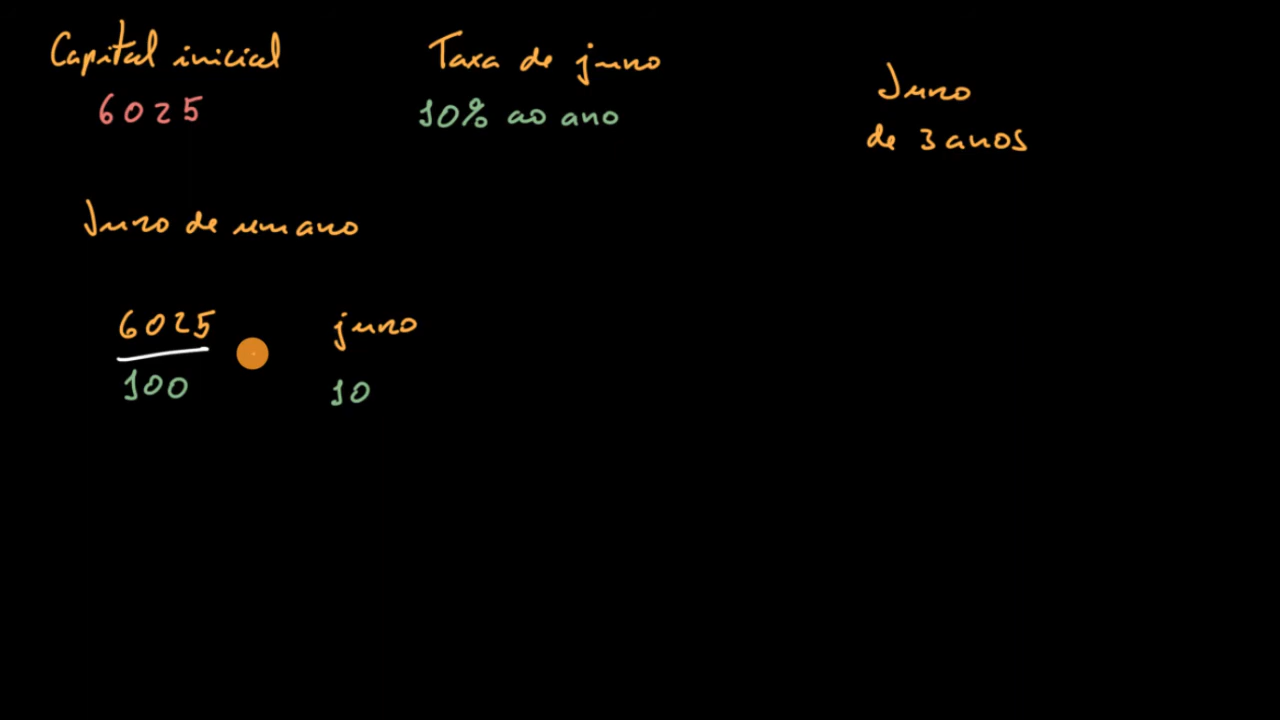 Capital inicial
6025
Taxa de juro
10% ao ano
Juro
de 3 anos
Juro de um ano
6025
100
juro
10